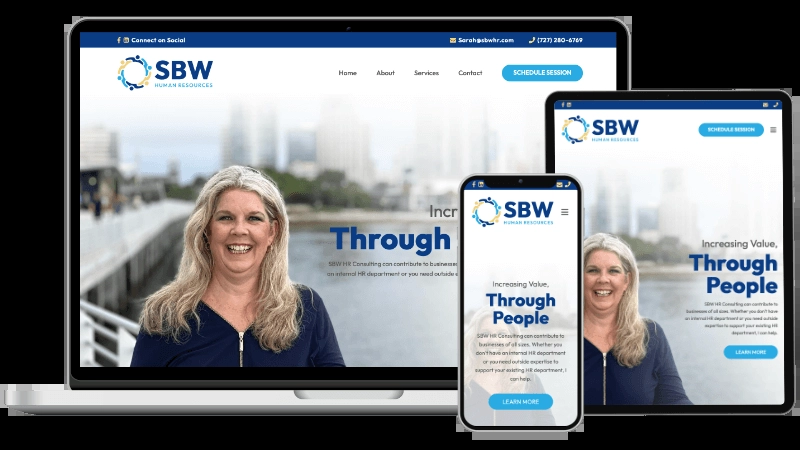 Connect on Social
Sarah@sbwhr.com
(727) 280-6769
SBW
HUMAN RESOURCES
Home
About
Services
Contact
SCHEDULE SESSION
Incr
Through
SBW HR Consulting can contribute to businesses
an internal HR department or you need outside
SBW
HUMAN RESOURCES
Increasing Value,
Through
People
SBW HR Consulting can contribute to
businesses of all sizes. Whether you
don't have an internal HR department
or you need outside expertise to
support your existing HR department, I
can help.
LEARN MORE
SBW
HUMAN RESOURCES
SCHEDULE SESSION
Increasing Value,
Through
People
SBW HR Consulting can contribute to
businesses of all sizes. Whether you don't have
an internal HR department or you need outside
expertise to support your existing HR
department, I can help.
LEARN MORE